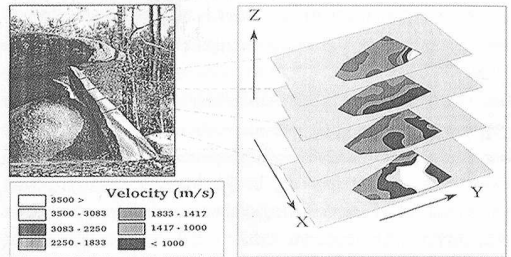 Z
Velocity (m/s)
3500 >
3500 - 3083
3083 - 2250
2250 - 1833
1833 - 1417
1417 - 1000
< 1000
X
Y